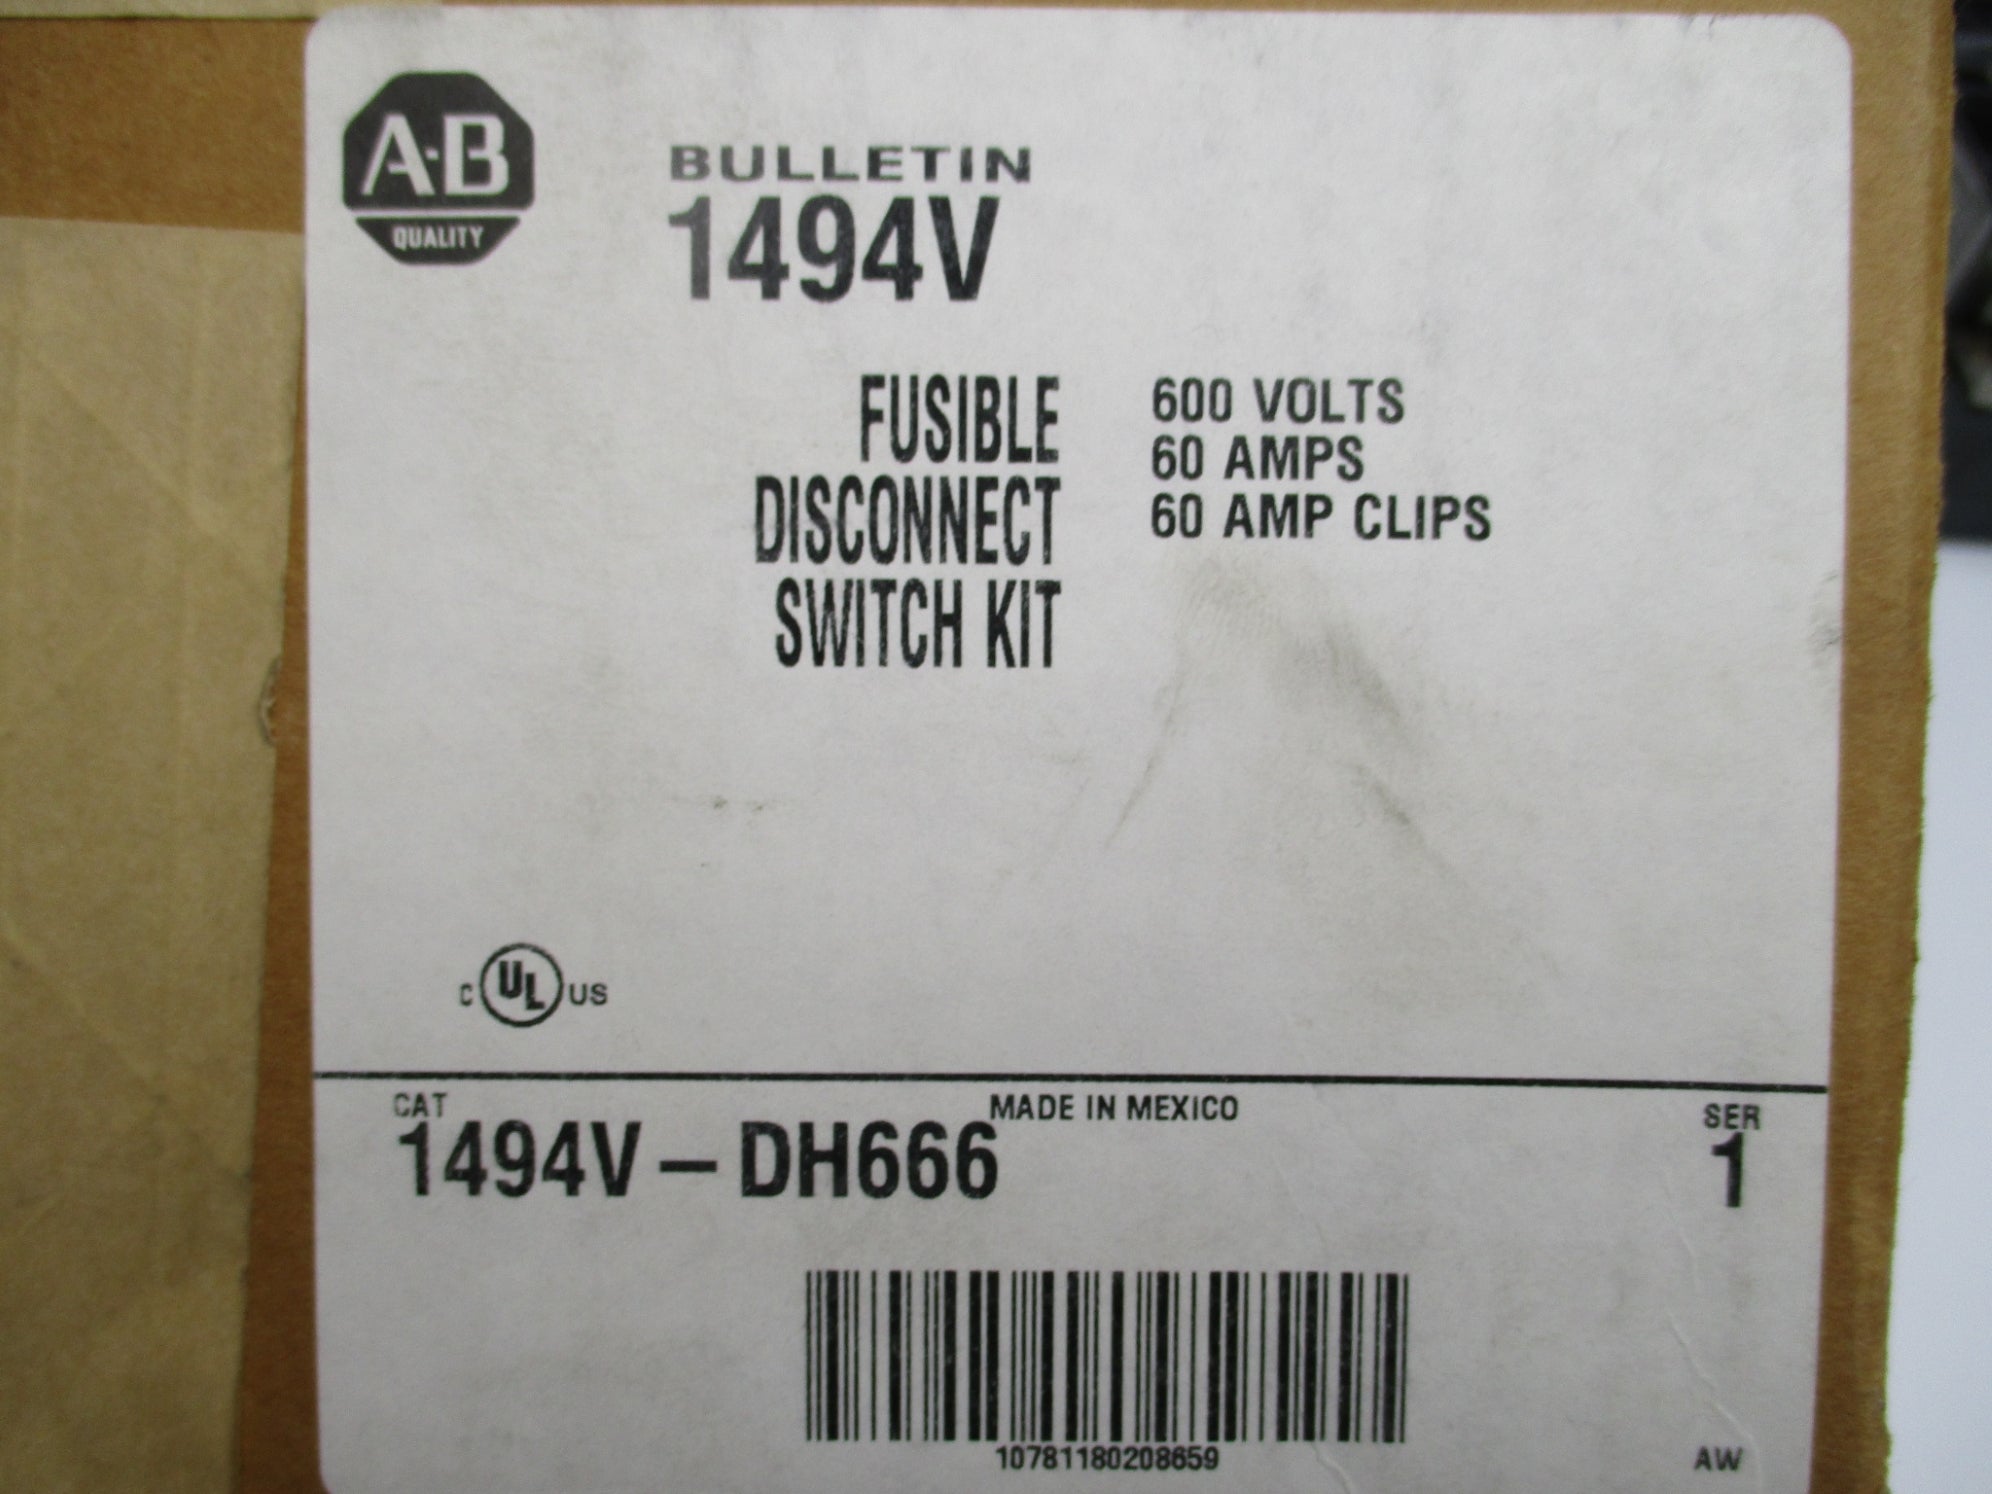 A-B
QUALITY
BULLETIN
1494V
FUSIBLE
DISCONNECT
SWITCH KIT
600 VOLTS
60 AMPS
60 AMP CLIPS
C UL US
CAT
1494V-DH666
MADE IN MEXICO
SER
1
10781180208659
AW